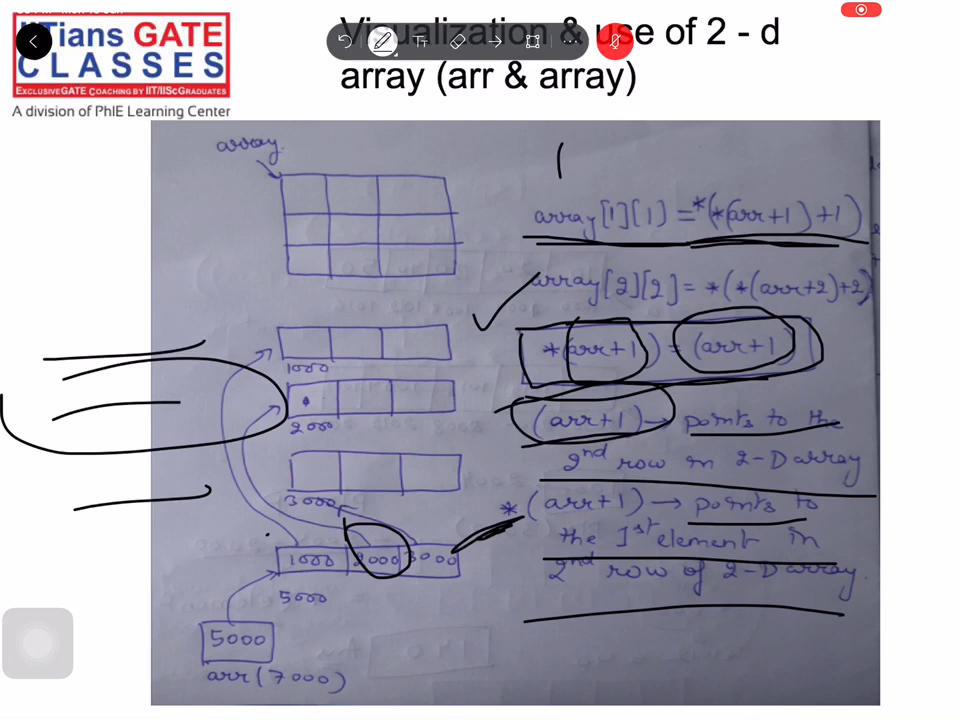 Visualization & use of 2 - d
array (arr & array)
IITians GATE
CLASSES
EXCLUSIVE GATE COACHING BY IIT/IISC GRADUATES
A division of PhIE Learning Center
array
array[1][1] = *(*(arr+1)+1)
array[2][2] = *(*(arr+2)+2)
*(arr+1) = (arr+1)
(arr+1) → points to the
2nd row in 2-D array
*(arr+1) → points to
the 1st element in
2nd row of 2-D array.
1000
2000
3000
1000 2000 3000
5000
5000
arr(7000)